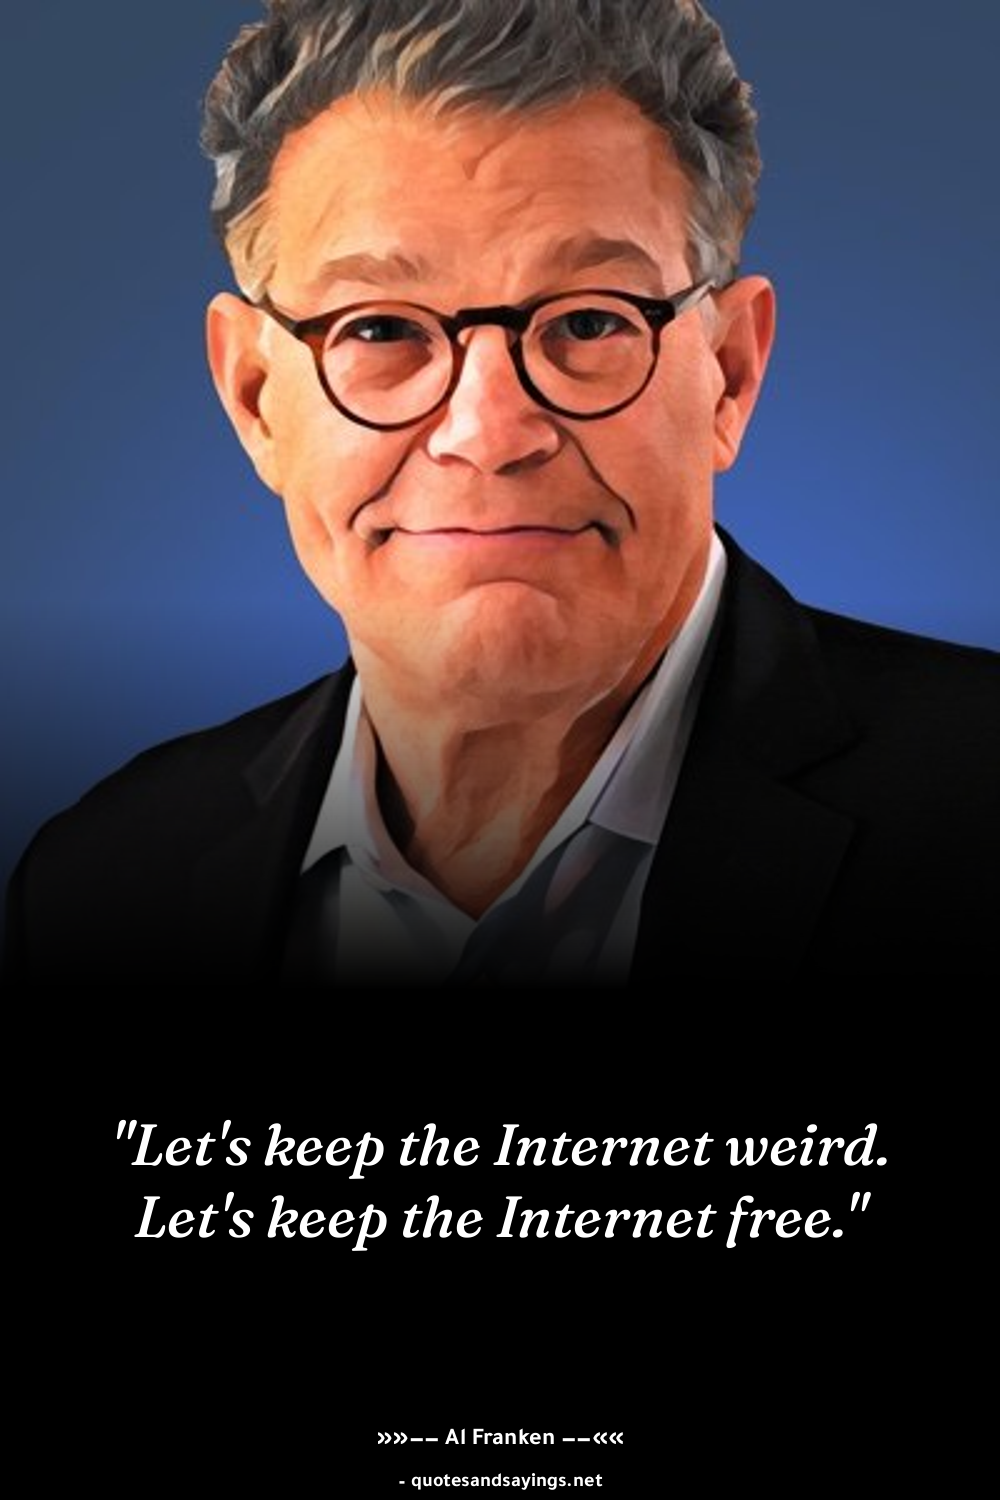 "Let's keep the Internet weird.
Let's keep the Internet free."
»»−− Al Franken −−««
- quotesandsayings.net